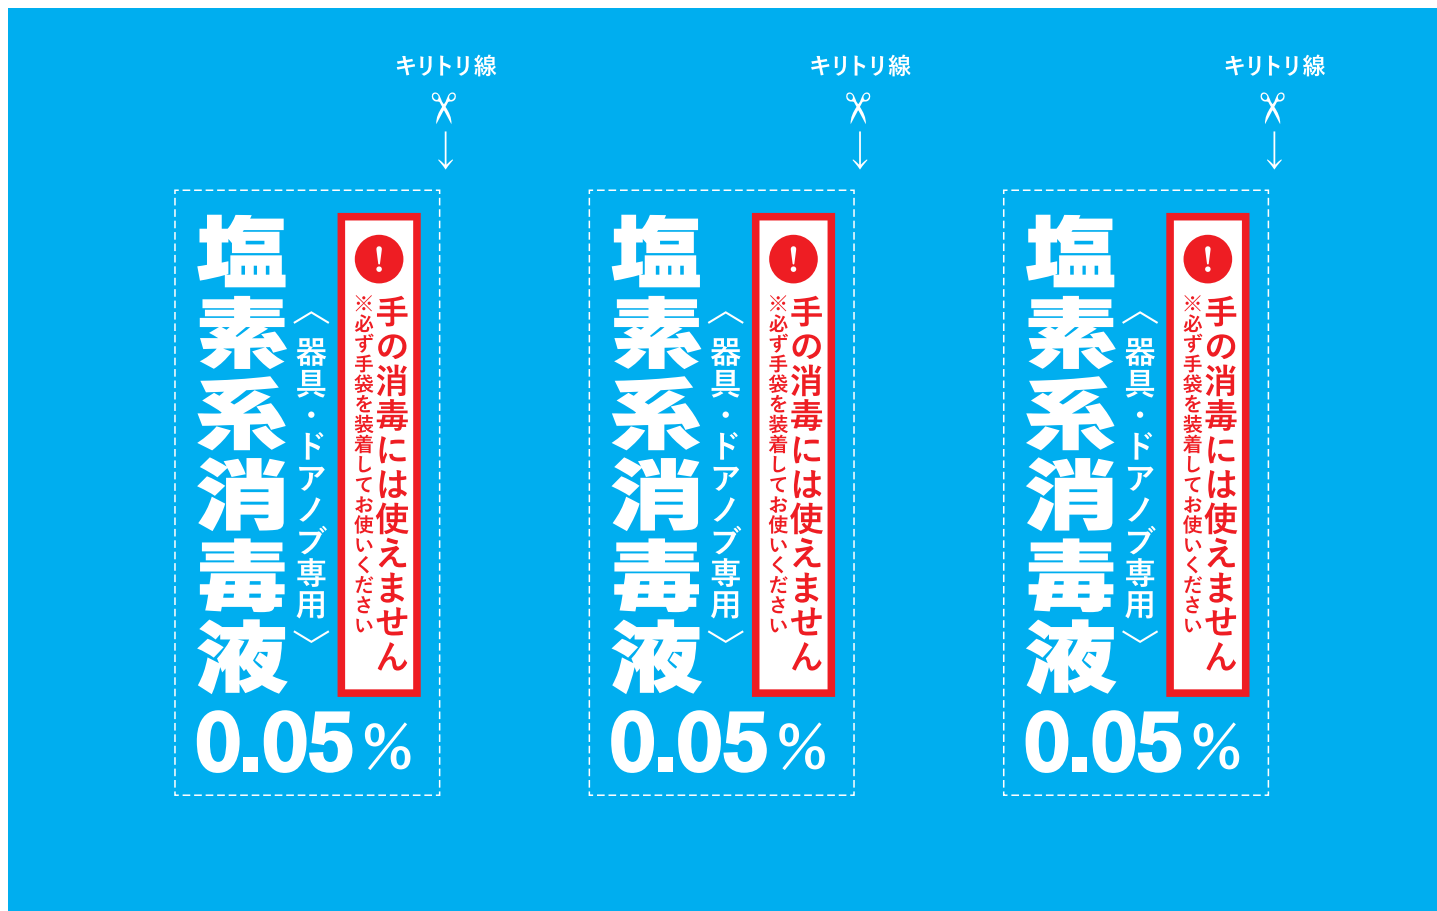 キリトリ線
！
手の消毒には使えません
※必ず手袋を装着してお使いください
〈器具・ドアノブ専用〉
塩素系消毒液
0.05%
キリトリ線
！
手の消毒には使えません
※必ず手袋を装着してお使いください
〈器具・ドアノブ専用〉
塩素系消毒液
0.05%
キリトリ線
！
手の消毒には使えません
※必ず手袋を装着してお使いください
〈器具・ドアノブ専用〉
塩素系消毒液
0.05%